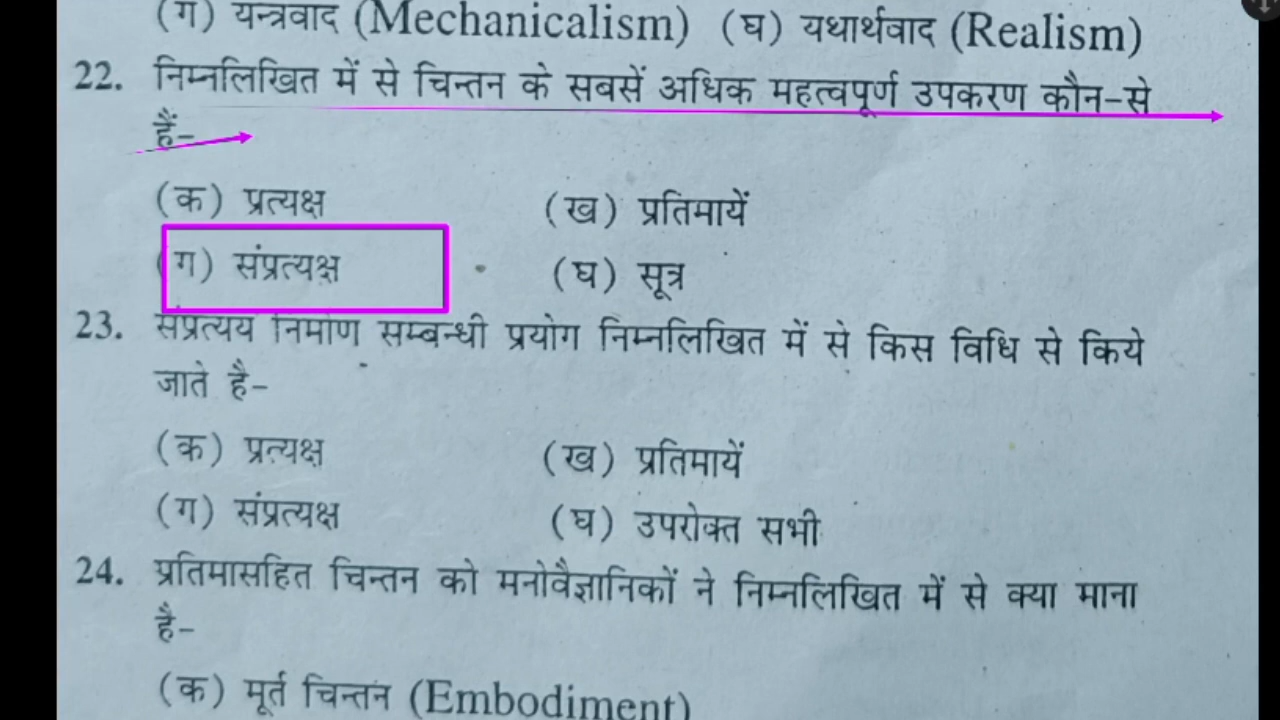 (ग) यन्त्रवाद (Mechanicalism) (घ) यथार्थवाद (Realism)
22. निम्नलिखित में से चिन्तन के सबसें अधिक महत्वपूर्ण उपकरण कौन-से
हैं-
(क) प्रत्यक्ष (ख) प्रतिमायें
(ग) संप्रत्यक्ष (घ) सूत्र
23. संप्रत्यय निर्माण सम्बन्धी प्रयोग निम्नलिखित में से किस विधि से किये
जाते है-
(क) प्रत्यक्ष (ख) प्रतिमायें
(ग) संप्रत्यक्ष (घ) उपरोक्त सभी
24. प्रतिमासहित चिन्तन को मनोवैज्ञानिकों ने निम्नलिखित में से क्या माना
है-
(क) मूर्त चिन्तन (Embodiment)